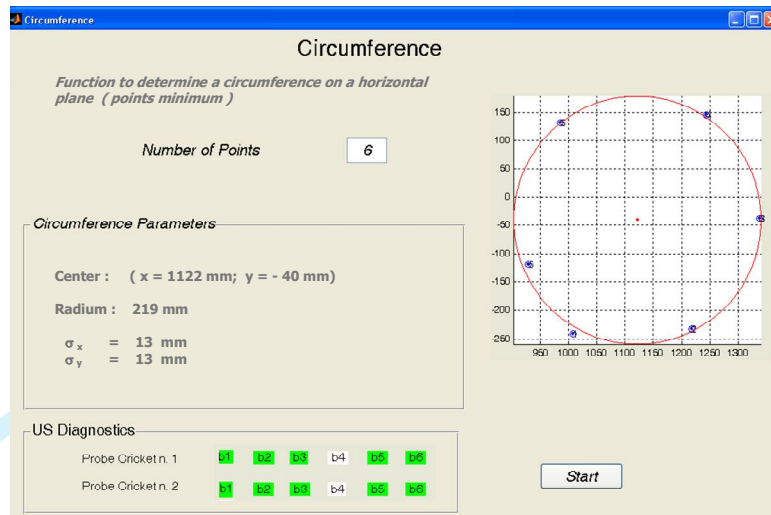 Circumference
Circumference
Function to determine a circumference on a horizontal
plane ( points minimum )
Number of Points 6
Circumference Parameters
Center : ( x = 1122 mm; y = - 40 mm)
Radium : 219 mm
σx = 13 mm
σy = 13 mm
US Diagnostics
Probe Cricket n. 1 b1 b2 b3 b4 b5 b6
Probe Cricket n. 2 b1 b2 b3 b4 b5 b6
150
100
50
0
-50
-100
-150
-200
-260
950 1000 1050 1100 1150 1200 1250 1300
Start